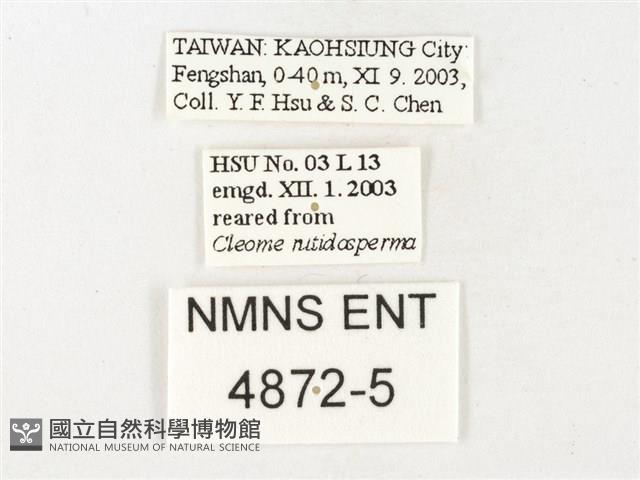 TAIWAN: KAOHSIUNG City:
Fengshan, 0-40 m, XI 9. 2003,
Coll. Y. F. Hsu & S. C. Chen
HSU No. 03 L 13
emgd. XII. 1. 2003
reared from
Cleome rutidosperma
NMNS ENT
4872-5
國立自然科學博物館
NATIONAL MUSEUM OF NATURAL SCIENCE